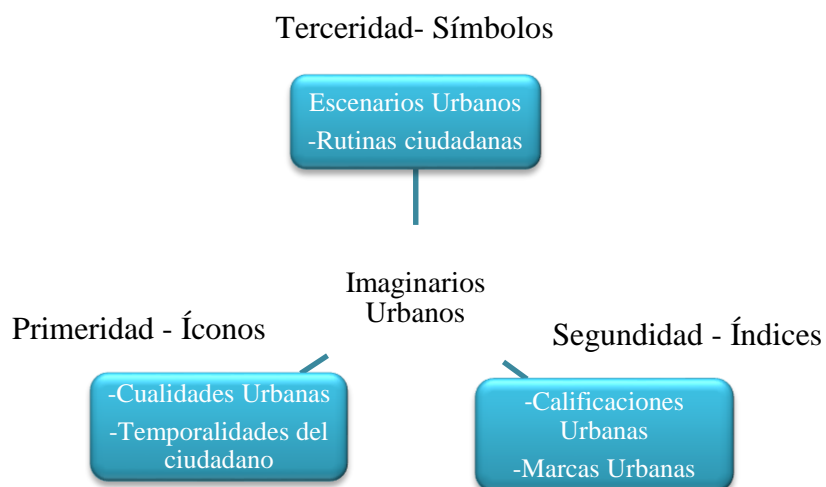 Terceridad- Símbolos
Escenarios Urbanos
-Rutinas ciudadanas
Imaginarios
Urbanos
Primeridad - Íconos
Segundidad - Índices
-Cualidades Urbanas
-Temporalidades del
ciudadano
-Calificaciones
Urbanas
-Marcas Urbanas